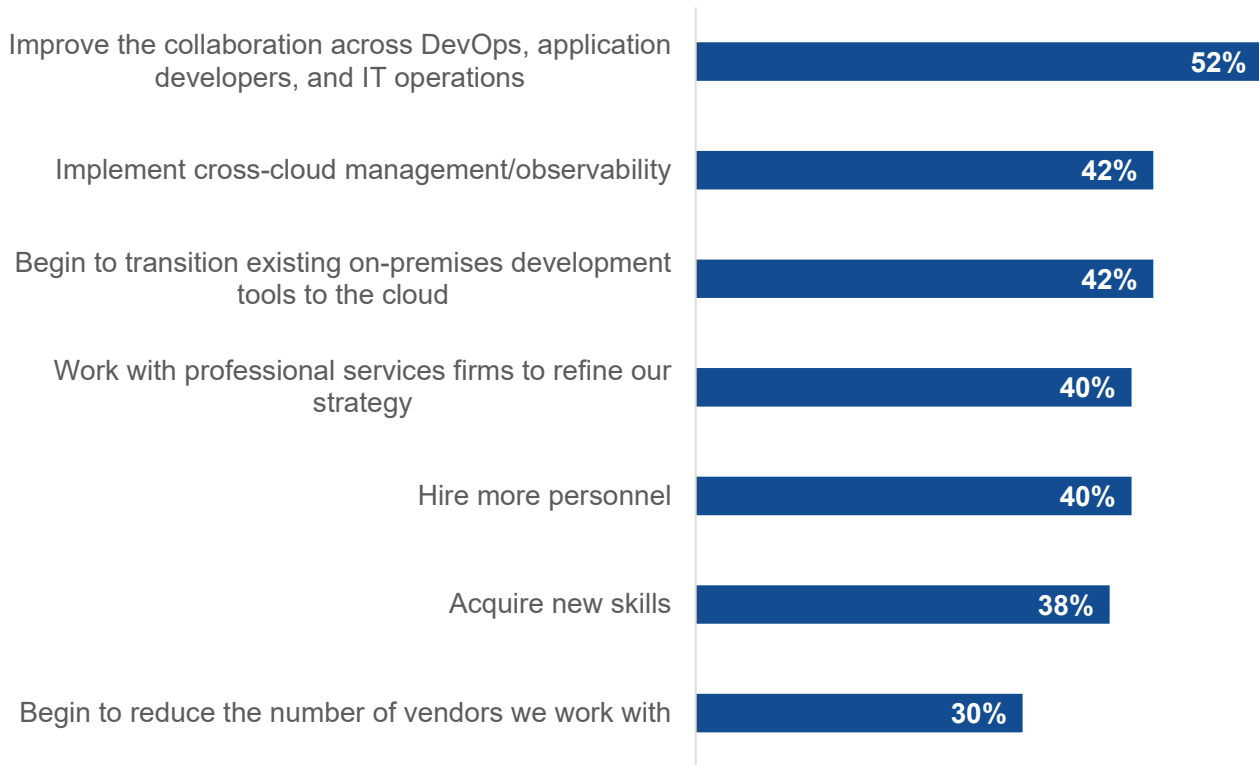 Improve the collaboration across DevOps, application
developers, and IT operations
52%
Implement cross-cloud management/observability
42%
Begin to transition existing on-premises development
tools to the cloud
42%
Work with professional services firms to refine our
strategy
40%
Hire more personnel
40%
Acquire new skills
38%
Begin to reduce the number of vendors we work with
30%